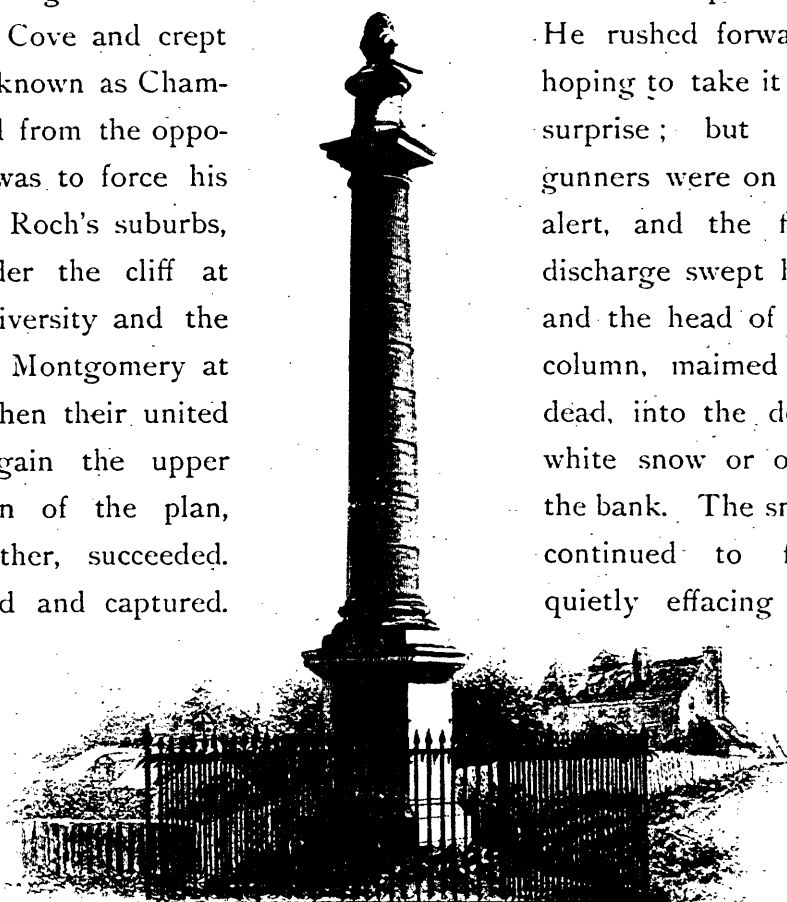 Cove and crept
known as Cham-
from the oppo-
was to force his
Roch's suburbs,
der the cliff at
iversity and the
Montgomery at
hen their united
gain the upper
n of the plan,
ther, succeeded.
d and captured.
He rushed forwa
hoping to take it
surprise ; but
gunners were on
alert, and the f
discharge swept h
and the head of
column, maimed
dead, into the d
white snow or o
the bank. The sn
continued to f
quietly effacing